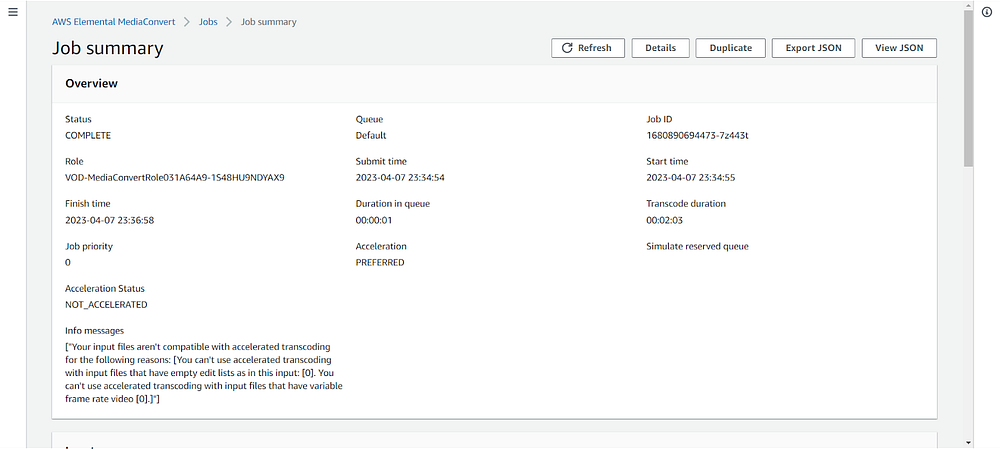 AWS Elemental MediaConvert > Jobs > Job summary
Job summary
Refresh Details Duplicate Export JSON View JSON
Overview
Status Queue Job ID
COMPLETE Default 1680890694473-7z443t
Role Submit time Start time
VOD-MediaConvertRole031A64A9-1S48HU9NDYAX9 2023-04-07 23:34:54 2023-04-07 23:34:55
Finish time Duration in queue Transcode duration
2023-04-07 23:36:58 00:00:01 00:02:03
Job priority Acceleration Simulate reserved queue
0 PREFERRED
Acceleration Status
NOT_ACCELERATED
Info messages
["Your input files aren't compatible with accelerated transcoding
for the following reasons: [You can't use accelerated transcoding
with input files that have empty edit lists as in this input: [0]. You
can't use accelerated transcoding with input files that have variable
frame rate video [0].]"]